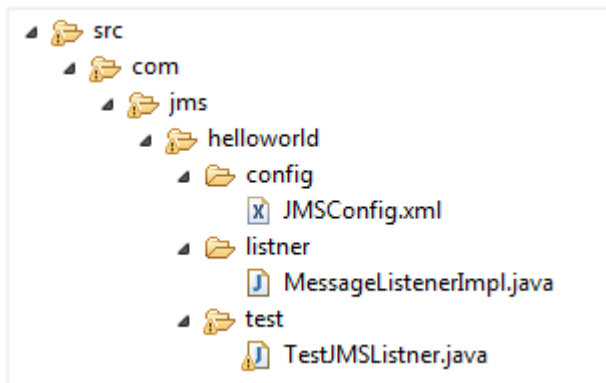 src
com
jms
helloworld
config
JMSConfig.xml
listner
MessageListenerImpl.java
test
TestJMSListner.java